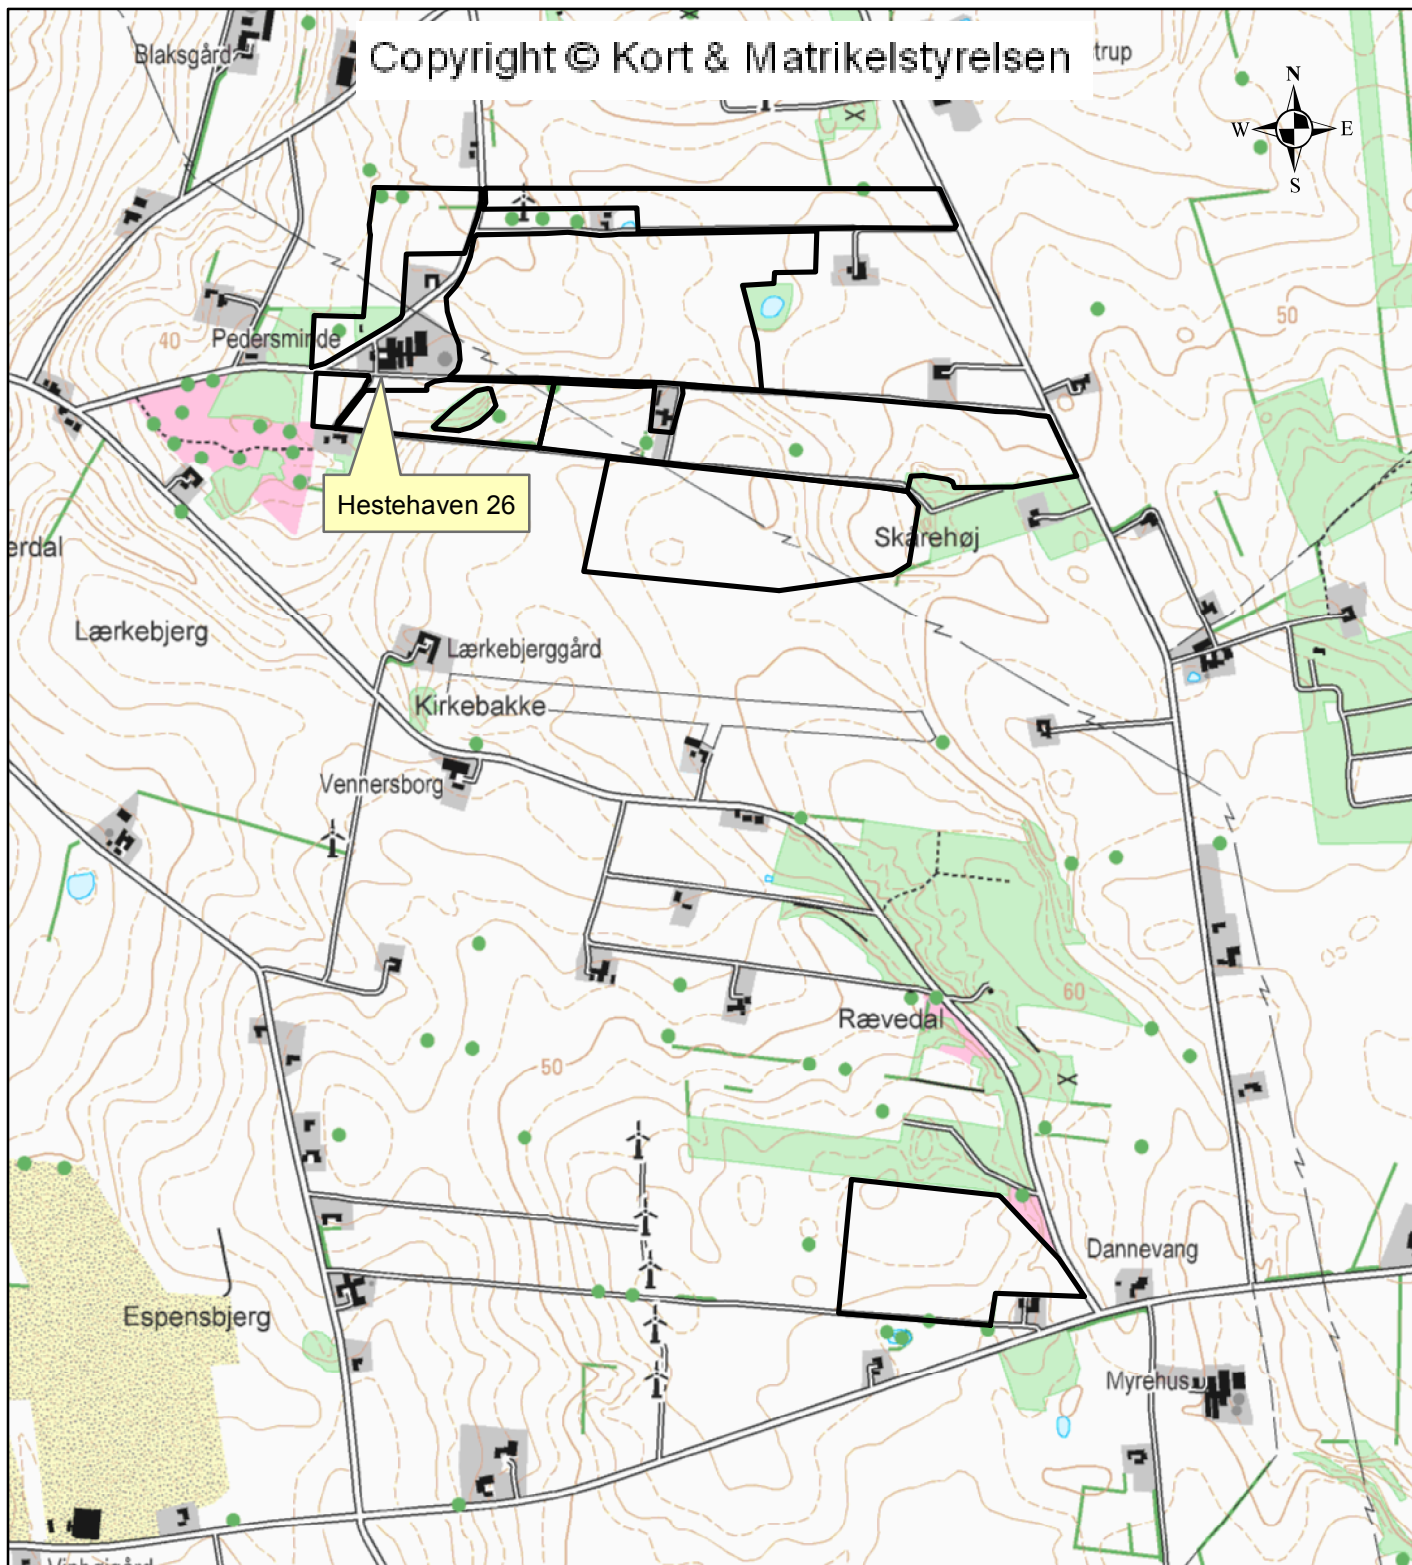 Blaksgård
Copyright © Kort & Matrikelstyrelsen
trup
N
W E
S
50
40
Pedersminde
Hestehaven 26
Skårehøj
erdal
Lærkebjerg
Lærkebjerggård
Kirkebakke
Vennersborg
60
Rævedal
50
Dannevang
Espensbjerg
Myrehus